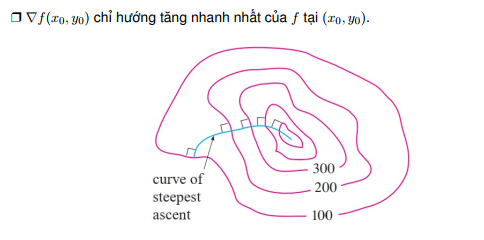 ❒ ∇f(x₀, y₀) chỉ hướng tăng nhanh nhất của f tại (x₀, y₀).
curve of
steepest
ascent
300
200
100